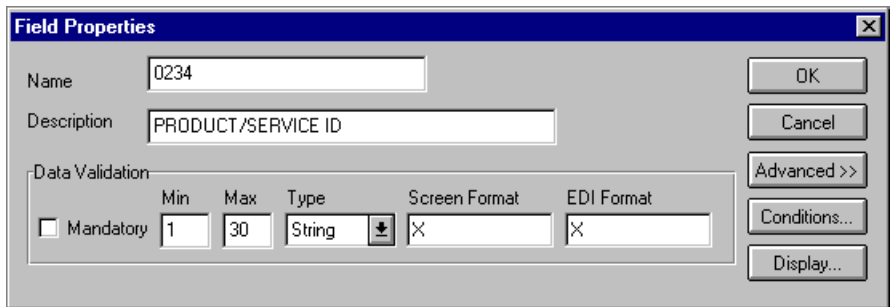 Field Properties
Name 0234 OK
Description PRODUCT/SERVICE ID Cancel
Data Validation Advanced >>
Min Max Type Screen Format EDI Format
Mandatory 1 30 String X X Conditions...
Display...